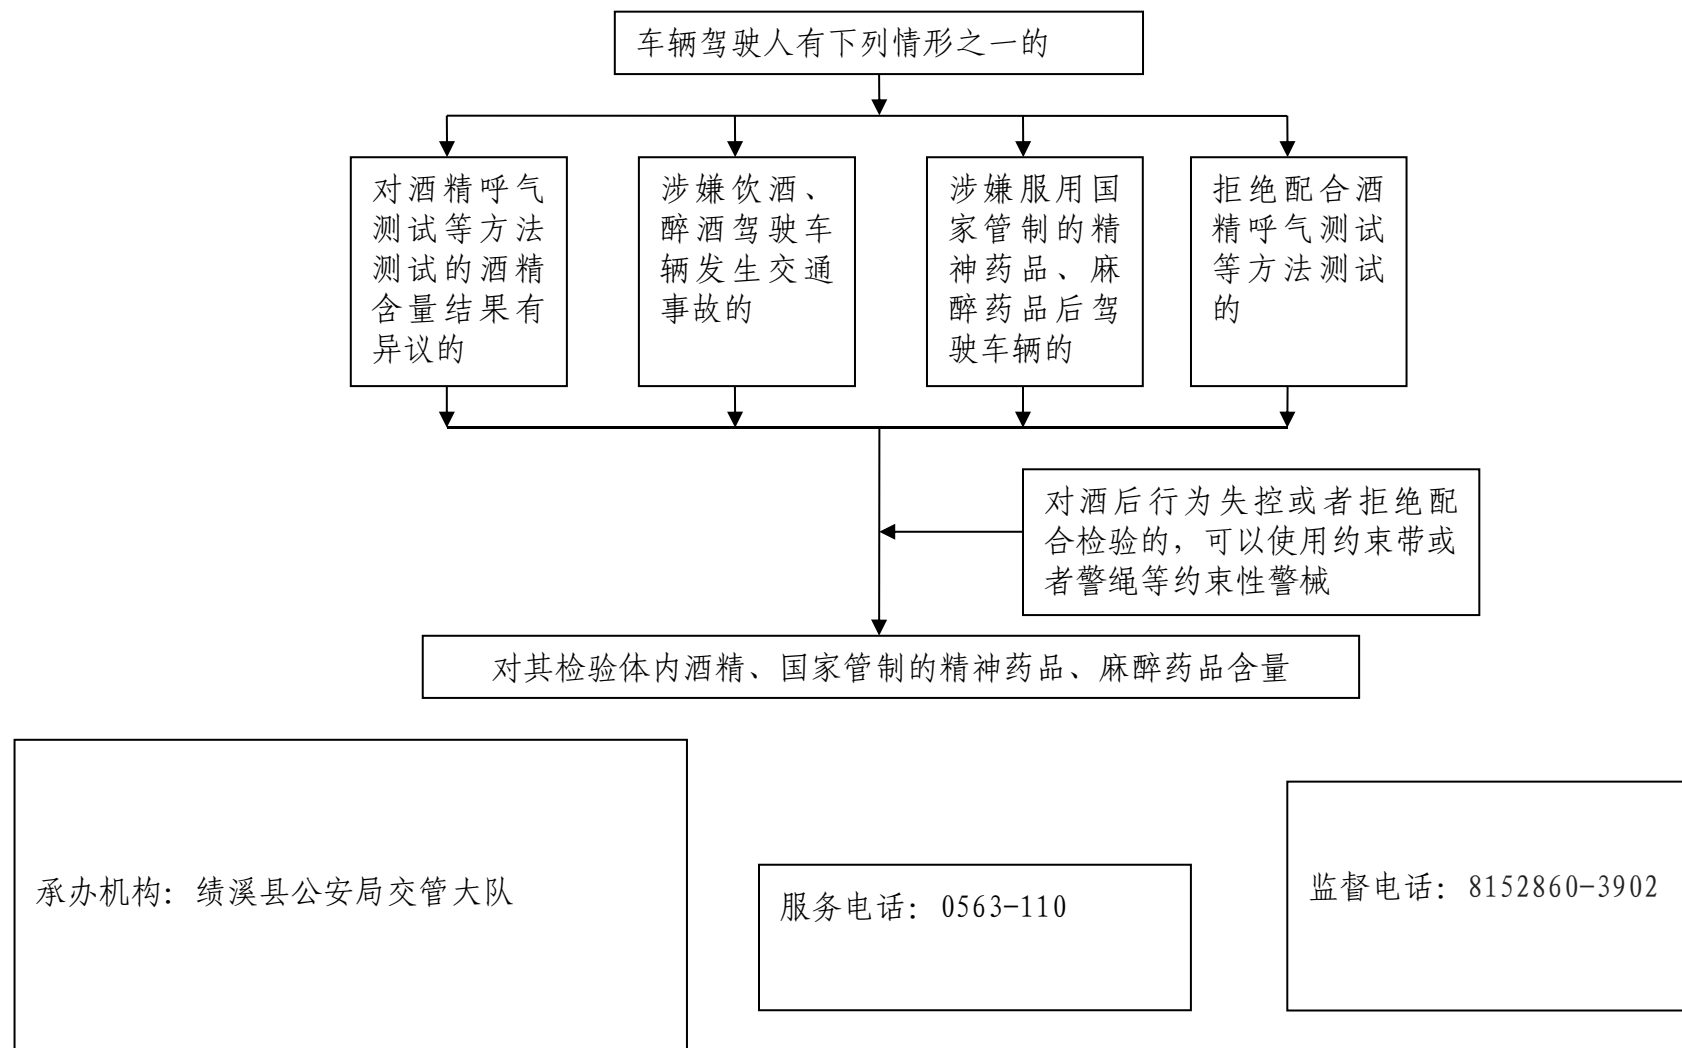 车辆驾驶人有下列情形之一的
对酒精呼气
测试等方法
测试的酒精
含量结果有
异议的
涉嫌饮酒、
醉酒驾驶车
辆发生交通
事故的
涉嫌服用国
家管制的精
神药品、麻
醉药品后驾
驶车辆的
拒绝配合酒
精呼气测试
等方法测试
的
对酒后行为失控或者拒绝配
合检验的，可以使用约束带或
者警绳等约束性警械
对其检验体内酒精、国家管制的精神药品、麻醉药品含量
承办机构：绩溪县公安局交管大队
服务电话：0563-110
监督电话：8152860-3902